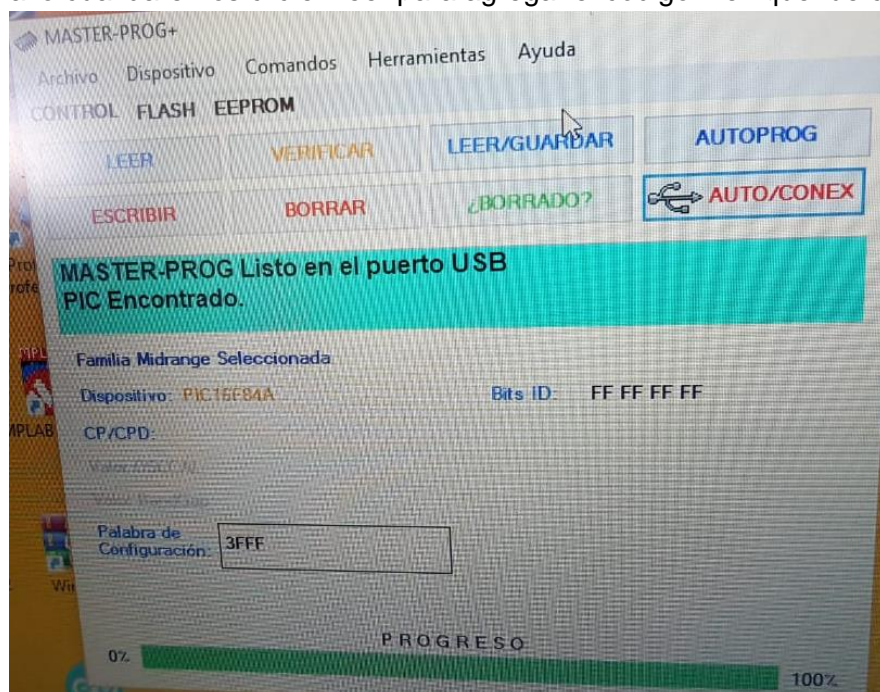 MASTER-PROG+
Archivo Dispositivo Comandos Herramientas Ayuda
CONTROL FLASH EEPROM
LEER VERIFICAR LEER/GUARDAR AUTOPROG
ESCRIBIR BORRAR ¿BORRADO? AUTO/CONEX
MASTER-PROG Listo en el puerto USB
PIC Encontrado.
Familia Midrange Seleccionada
Dispositivo: PIC16F84A Bits ID: FF FF FF FF
CP/CPD:
Palabra de
Configuración: 3FFF
PROGRESO
0% 100%